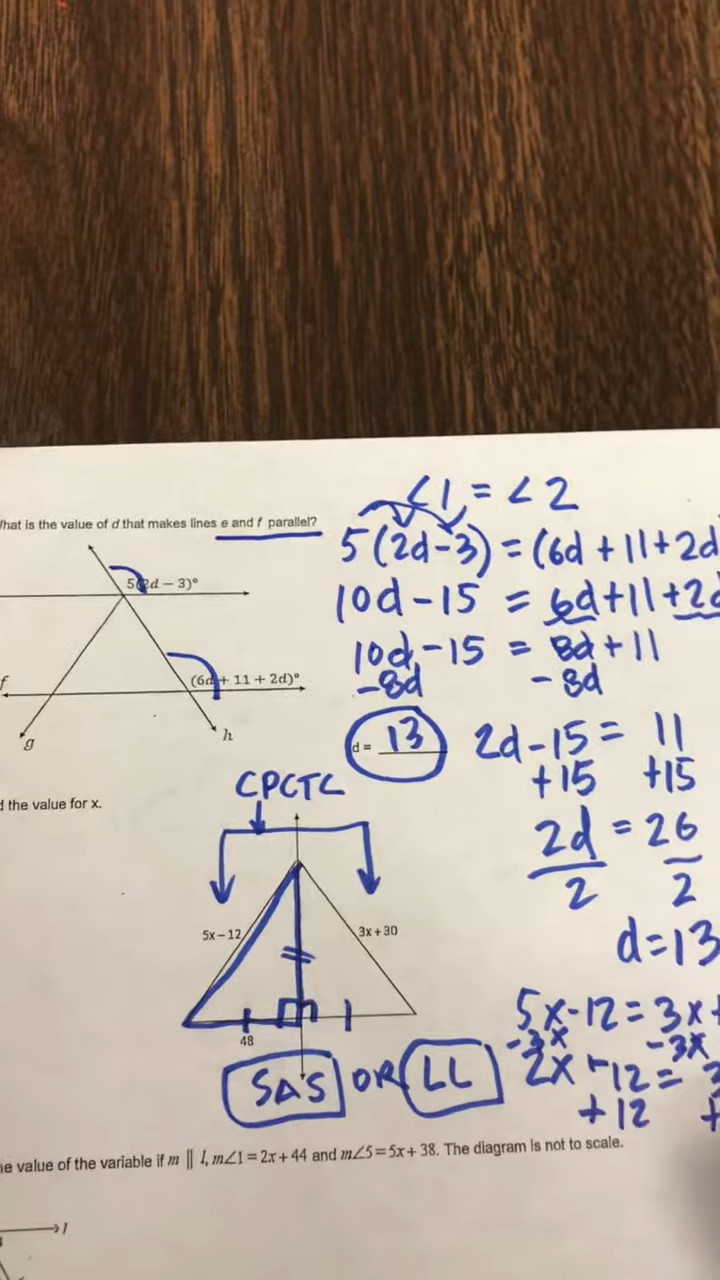 What is the value of d that makes lines e and f parallel?
∠1 = ∠2
5(2d-3) = (6d+11+2d
10d-15 = 6d+11+2d
10d-15 = 8d+11
-8d -8d
5(2d − 3)°
(6d + 11 + 2d)°
f
g
h
d = 13
2d-15 = 11
+15 +15
2d = 26
2 2
d=13
d the value for x.
CPCTC
5x − 12
3x + 30
48
SAS OR LL
5x-12 = 3x+
-3x -3x
2x -12 = 3
+12 +
he value of the variable if m ∥ l, m∠1 = 2x + 44 and m∠5 = 5x + 38. The diagram is not to scale.
l